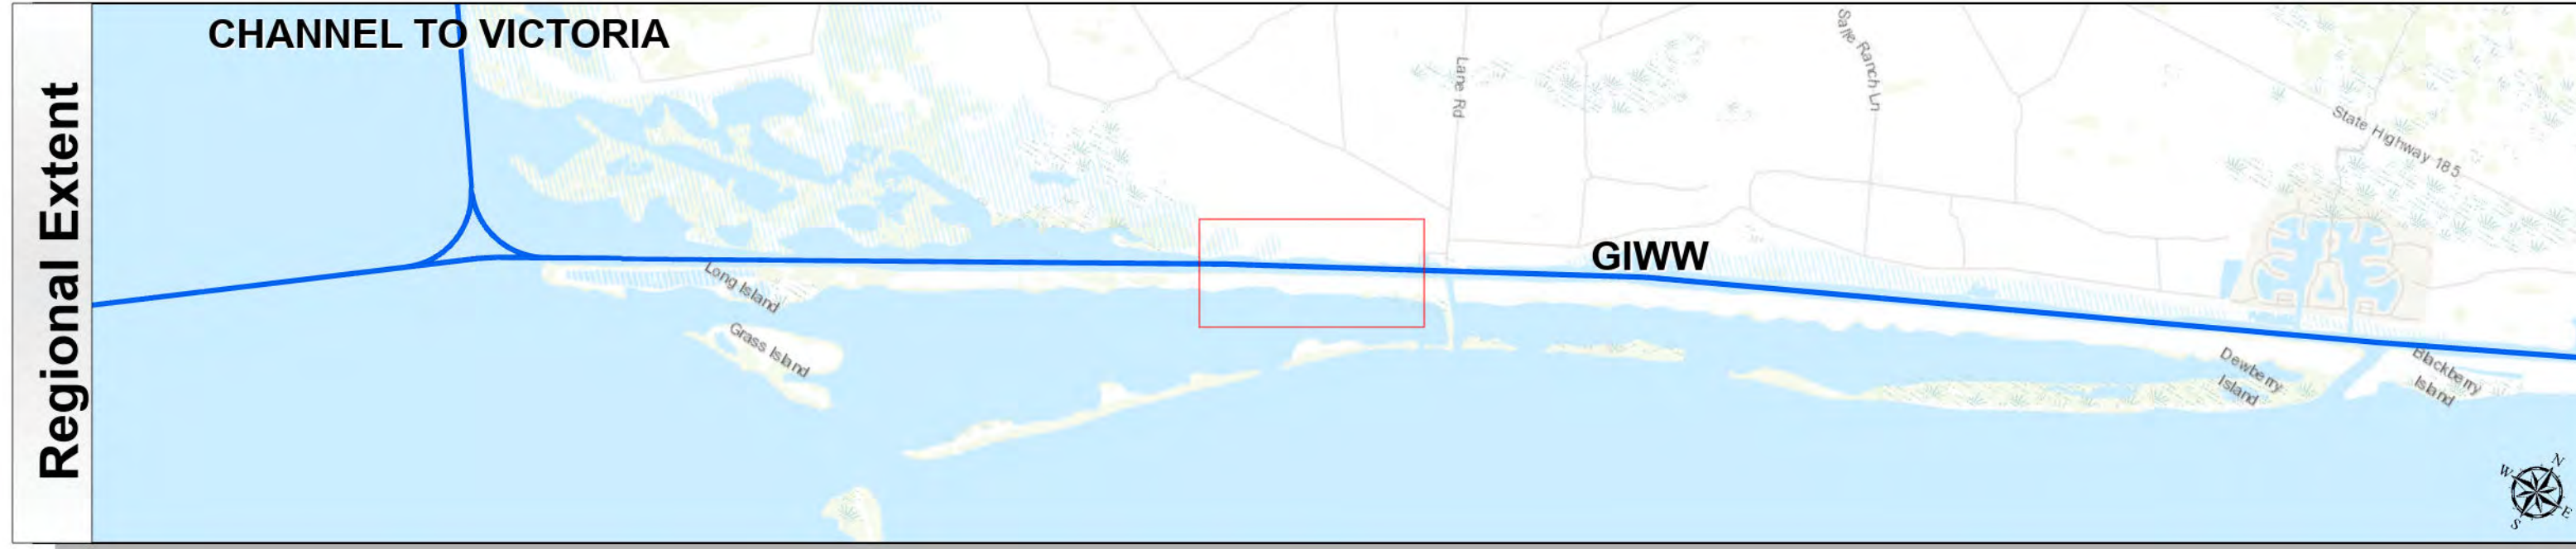 Regional Extent
CHANNEL TO VICTORIA
Lane Rd
Saffe Ranch Ln
State Highway 185
GIWW
Long Island
Grass Island
Dewberry
Island
Blackberry
Island
N
W
E
S